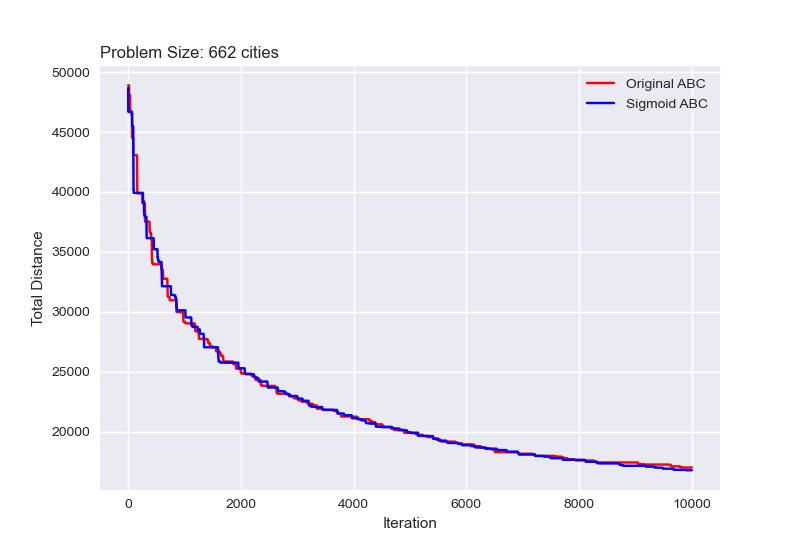 Problem Size: 662 cities
50000
45000
40000
35000
30000
25000
20000
Total Distance
Original ABC
Sigmoid ABC
0
2000
4000
6000
8000
10000
Iteration